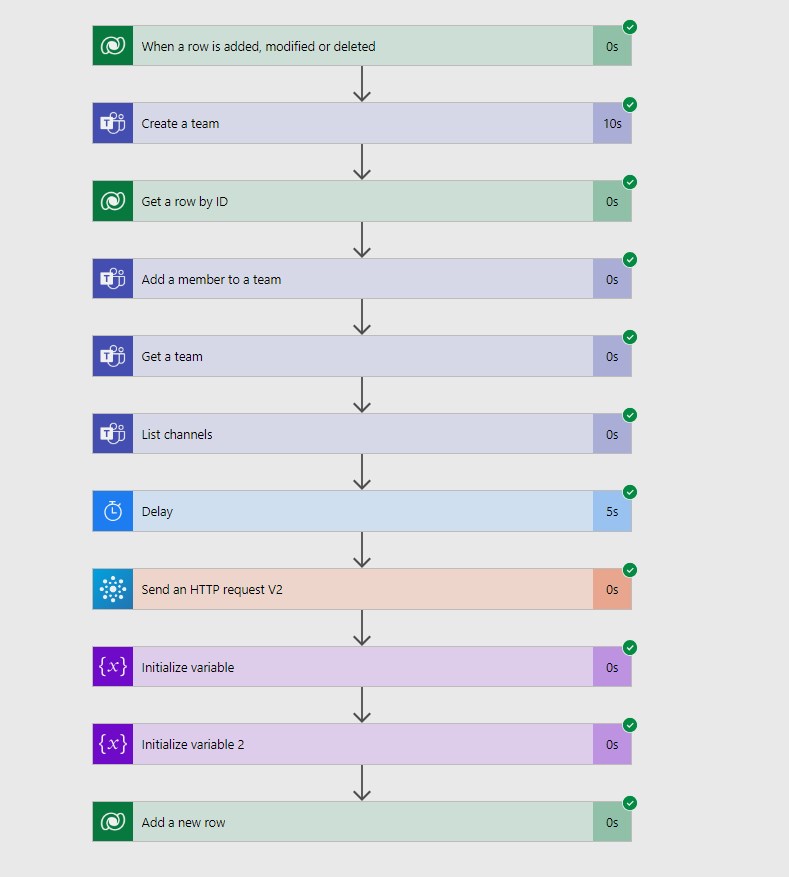 When a row is added, modified or deleted 0s
Create a team 10s
Get a row by ID 0s
Add a member to a team 0s
Get a team 0s
List channels 0s
Delay 5s
Send an HTTP request V2 0s
{x} Initialize variable 0s
{x} Initialize variable 2 0s
Add a new row 0s